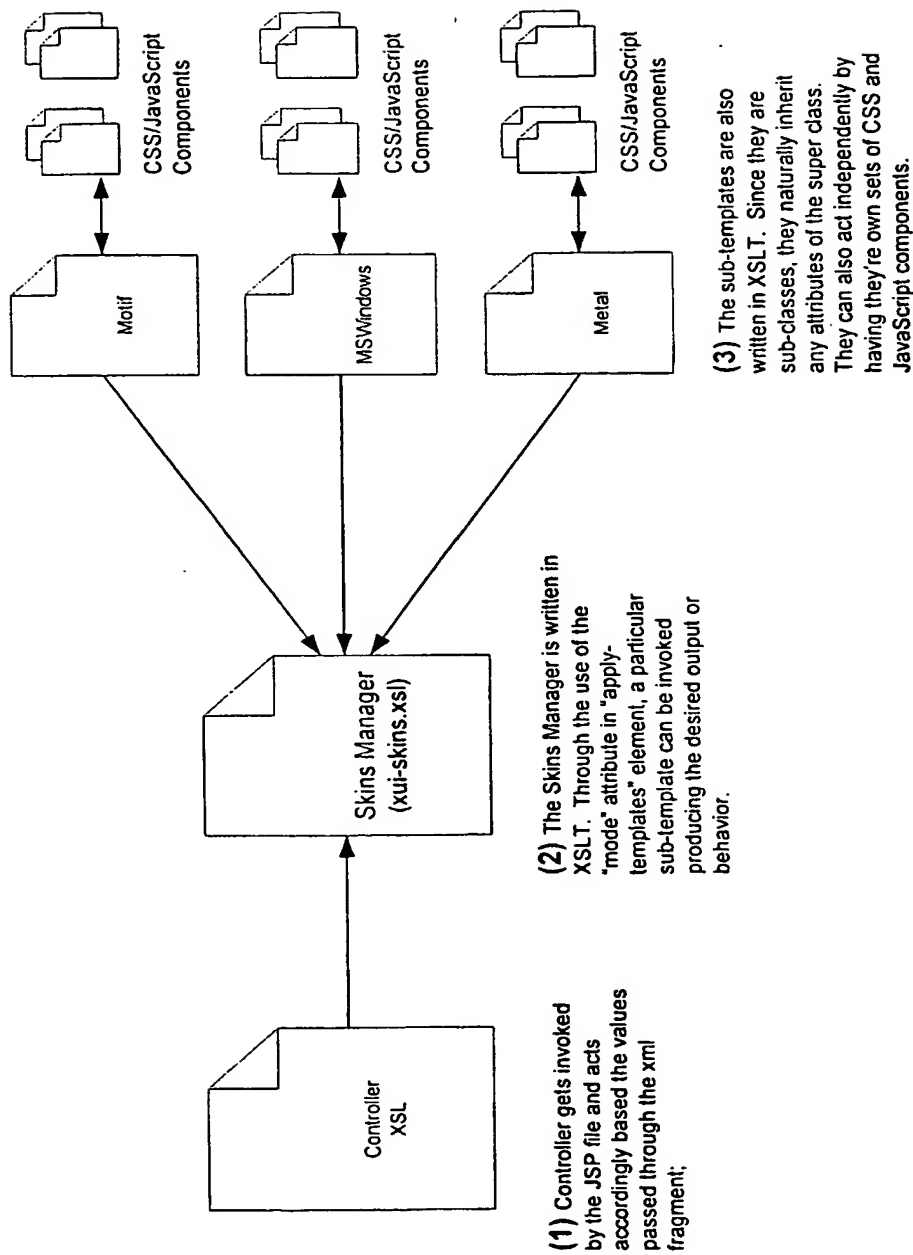 Controller
XSL
(1) Controller gets invoked
by the JSP file and acts
accordingly based the values
passed through the xml
fragment;
Skins Manager
(xui-skins.xsl)
(2) The Skins Manager is written in
XSLT. Through the use of the
"mode" attribute in "apply-
templates" element, a particular
sub-template can be invoked
producing the desired output or
behavior.
Motif
CSS/JavaScript
Components
MSWindows
CSS/JavaScript
Components
Metal
CSS/JavaScript
Components
(3) The sub-templates are also
written in XSLT. Since they are
sub-classes, they naturally inherit
any attributes of the super class.
They can also act independently by
having they're own sets of CSS and
JavaScript components.